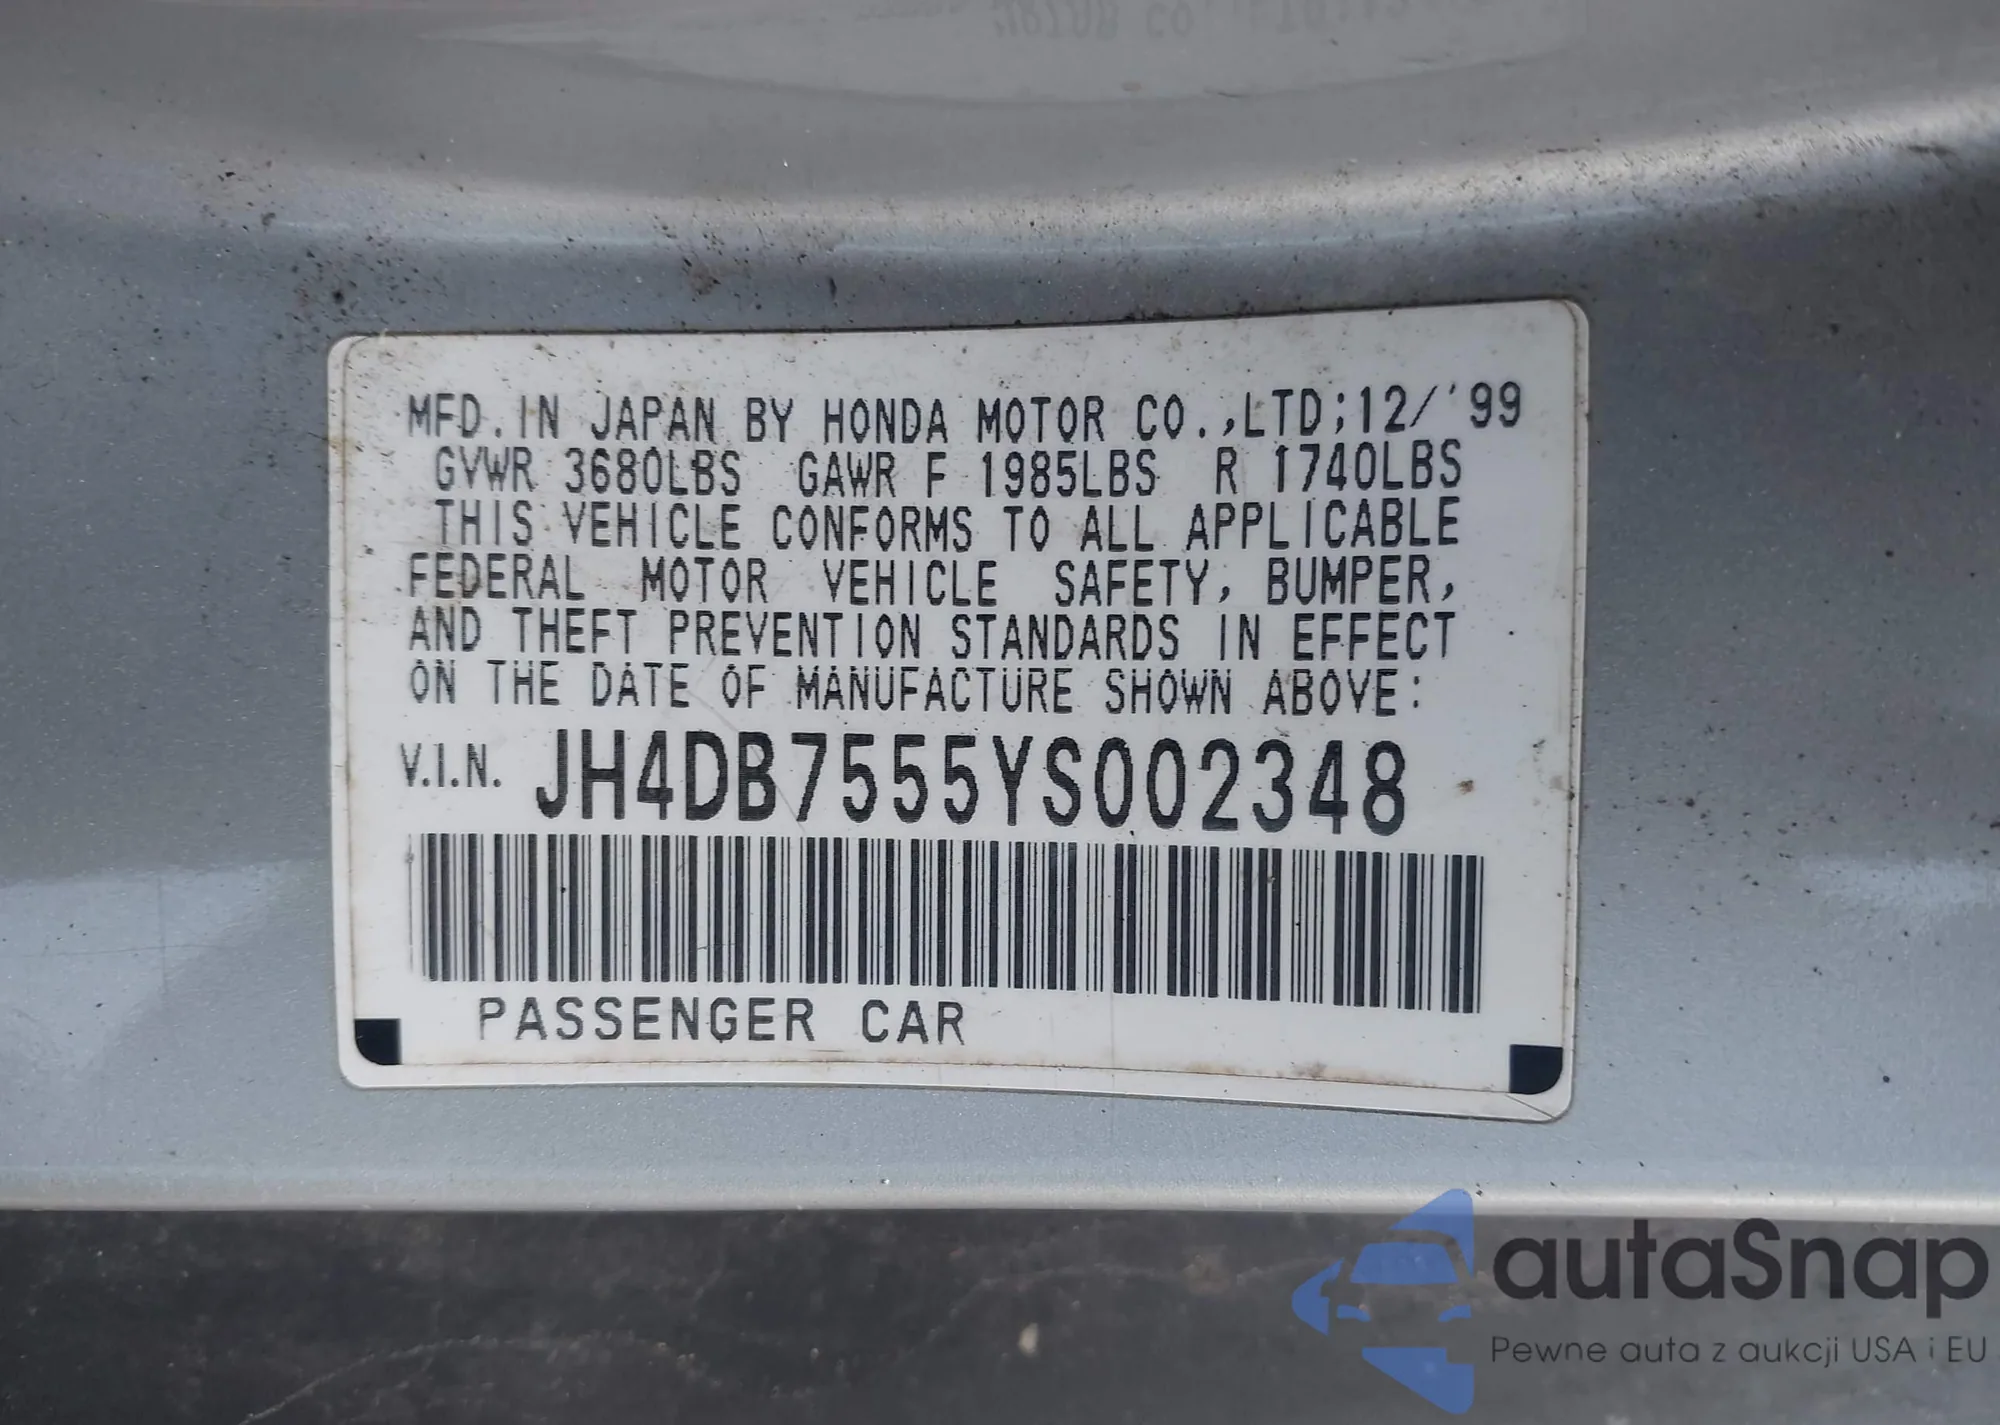 MFD. IN JAPAN BY HONDA MOTOR CO.,LTD;12/'99
GVWR 3680LBS GAWR F 1985LBS R 1740LBS
THIS VEHICLE CONFORMS TO ALL APPLICABLE
FEDERAL MOTOR VEHICLE SAFETY, BUMPER,
AND THEFT PREVENTION STANDARDS IN EFFECT
ON THE DATE OF MANUFACTURE SHOWN ABOVE:
V.I.N. JH4DB7555YS002348
PASSENGER CAR
autaSnap
Pewne auta z aukcji USA i EU